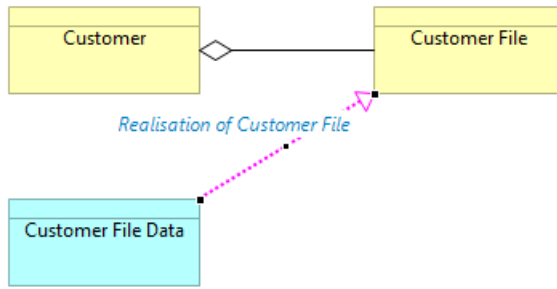 Customer
Customer File
Realisation of Customer File
Customer File Data